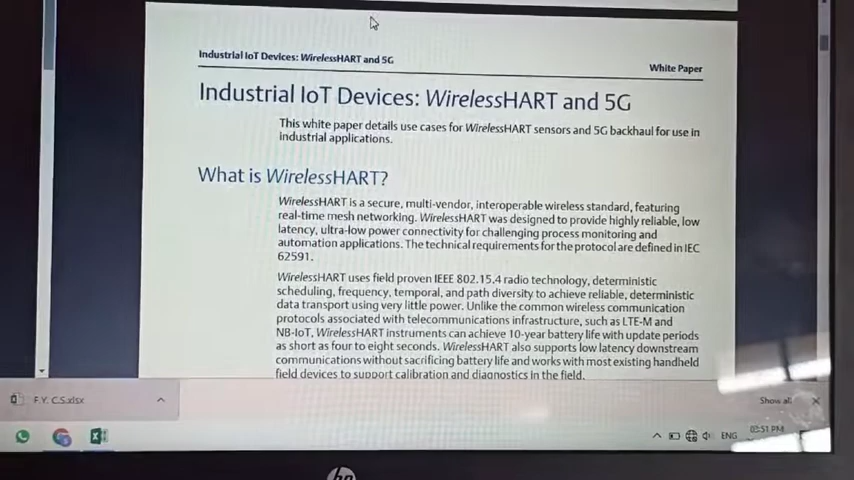 Industrial IoT Devices: WirelessHART and 5G
White Paper
Industrial IoT Devices: WirelessHART and 5G
This white paper details use cases for WirelessHART sensors and 5G backhaul for use in
industrial applications.
What is WirelessHART?
WirelessHART is a secure, multi-vendor, interoperable wireless standard, featuring
real-time mesh networking. WirelessHART was designed to provide highly reliable, low
latency, ultra-low power connectivity for challenging process monitoring and
automation applications. The technical requirements for the protocol are defined in IEC
62591.
WirelessHART uses field proven IEEE 802.15.4 radio technology, deterministic
scheduling, frequency, temporal, and path diversity to achieve reliable, deterministic
data transport using very little power. Unlike the common wireless communication
protocols associated with telecommunications infrastructure, such as LTE-M and
NB-IoT, WirelessHART instruments can achieve 10-year battery life with update periods
as short as four to eight seconds. WirelessHART also supports low latency downstream
communications without sacrificing battery life and works with most existing handheld
field devices to support calibration and diagnostics in the field.
F.Y. C.S.xlsx
Show all
ENG
03:51 PM
hp